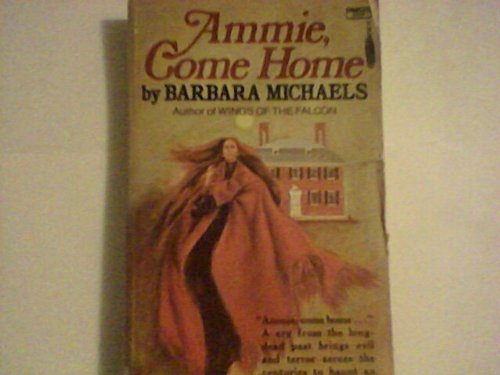 Ammie,
Come Home
by BARBARA MICHAELS
Author of WINGS OF THE FALCON
"Ammie, come home . . ."
A cry from the long-
dead past brings evil
and terror across the
centuries to haunt an